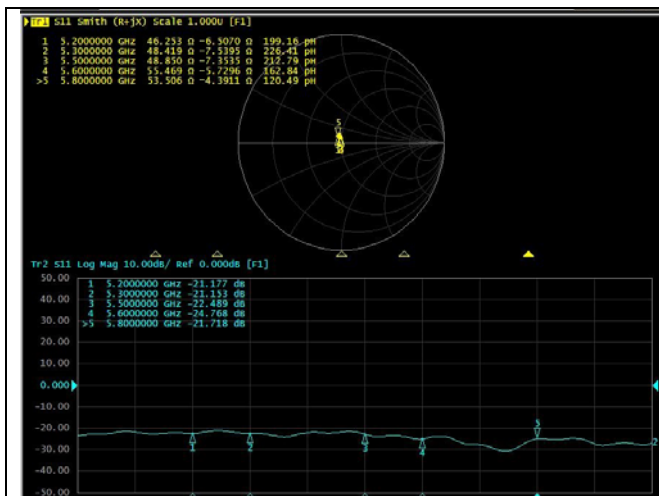 Tr1 S11 Smith (R+jX) Scale 1.000U [F1]
1 5.2000000 GHz 46.253 Ω -6.5070 Ω 199.16 pH
2 5.3000000 GHz 48.419 Ω -7.5395 Ω 226.41 pH
3 5.5000000 GHz 48.850 Ω -7.3535 Ω 212.79 pH
4 5.6000000 GHz 55.469 Ω -5.7296 Ω 162.84 pH
>5 5.8000000 GHz 53.506 Ω -4.3911 Ω 120.49 pH
5
Tr2 S11 Log Mag 10.00dB/ Ref 0.000dB [F1]
50.00
1 5.2000000 GHz -21.177 dB
2 5.3000000 GHz -21.153 dB
40.00
3 5.5000000 GHz -22.489 dB
4 5.6000000 GHz -24.768 dB
30.00
>5 5.8000000 GHz -21.718 dB
20.00
10.00
0.000
-10.00
-20.00
5
-30.00
1
2
3
4
2
-40.00
-50.00